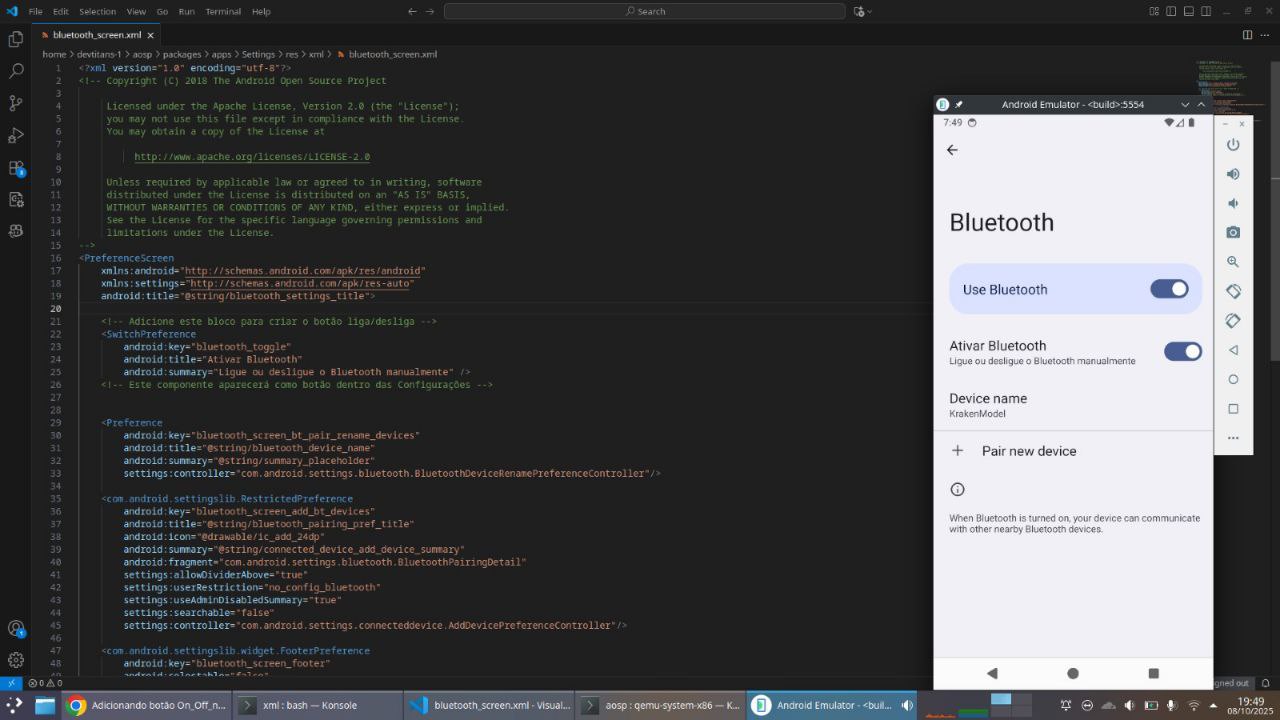 File Edit Selection View Go Run Terminal Help
Search
bluetooth_screen.xml
home > devtitans-1 > aosp > packages > apps > Settings > res > xml > bluetooth_screen.xml
1 <?xml version="1.0" encoding="utf-8"?>
2 <!-- Copyright (C) 2018 The Android Open Source Project
3
4 Licensed under the Apache License, Version 2.0 (the "License");
5 you may not use this file except in compliance with the License.
6 You may obtain a copy of the License at
7
8 http://www.apache.org/licenses/LICENSE-2.0
9
10 Unless required by applicable law or agreed to in writing, software
11 distributed under the License is distributed on an "AS IS" BASIS,
12 WITHOUT WARRANTIES OR CONDITIONS OF ANY KIND, either express or implied.
13 See the License for the specific language governing permissions and
14 limitations under the License.
15 -->
16 <PreferenceScreen
17 xmlns:android="http://schemas.android.com/apk/res/android"
18 xmlns:settings="http://schemas.android.com/apk/res-auto"
19 android:title="@string/bluetooth_settings_title">
20
21 <!-- Adicione este bloco para criar o botão liga/desliga -->
22 <SwitchPreference
23 android:key="bluetooth_toggle"
24 android:title="Ativar Bluetooth"
25 android:summary="Ligue ou desligue o Bluetooth manualmente" />
26 <!-- Este componente aparecerá como botão dentro das Configurações -->
27
28
29 <Preference
30 android:key="bluetooth_screen_bt_pair_rename_devices"
31 android:title="@string/bluetooth_device_name"
32 android:summary="@string/summary_placeholder"
33 settings:controller="com.android.settings.bluetooth.BluetoothDeviceRenamePreferenceController"/>
34
35 <com.android.settingslib.RestrictedPreference
36 android:key="bluetooth_screen_add_bt_devices"
37 android:title="@string/bluetooth_pairing_pref_title"
38 android:icon="@drawable/ic_add_24dp"
39 android:summary="@string/connected_device_add_device_summary"
40 android:fragment="com.android.settings.bluetooth.BluetoothPairingDetail"
41 settings:allowDividerAbove="true"
42 settings:userRestriction="no_config_bluetooth"
43 settings:useAdminDisabledSummary="true"
44 settings:searchable="false"
45 settings:controller="com.android.settings.connecteddevice.AddDevicePreferenceController"/>
46
47 <com.android.settingslib.widget.FooterPreference
48 android:key="bluetooth_screen_footer"
49 android:selectable="false"
Android Emulator - <build>:5554
7:49
Bluetooth
Use Bluetooth
Ativar Bluetooth
Ligue ou desligue o Bluetooth manualmente
Device name
KrakenModel
Pair new device
When Bluetooth is turned on, your device can communicate
with other nearby Bluetooth devices.
0 0
gned out
Adicionando botão On_Off_n...
xml : bash — Konsole
bluetooth_screen.xml - Visual...
aosp : qemu-system-x86 — K...
Android Emulator - <buil...
19:49
08/10/2025